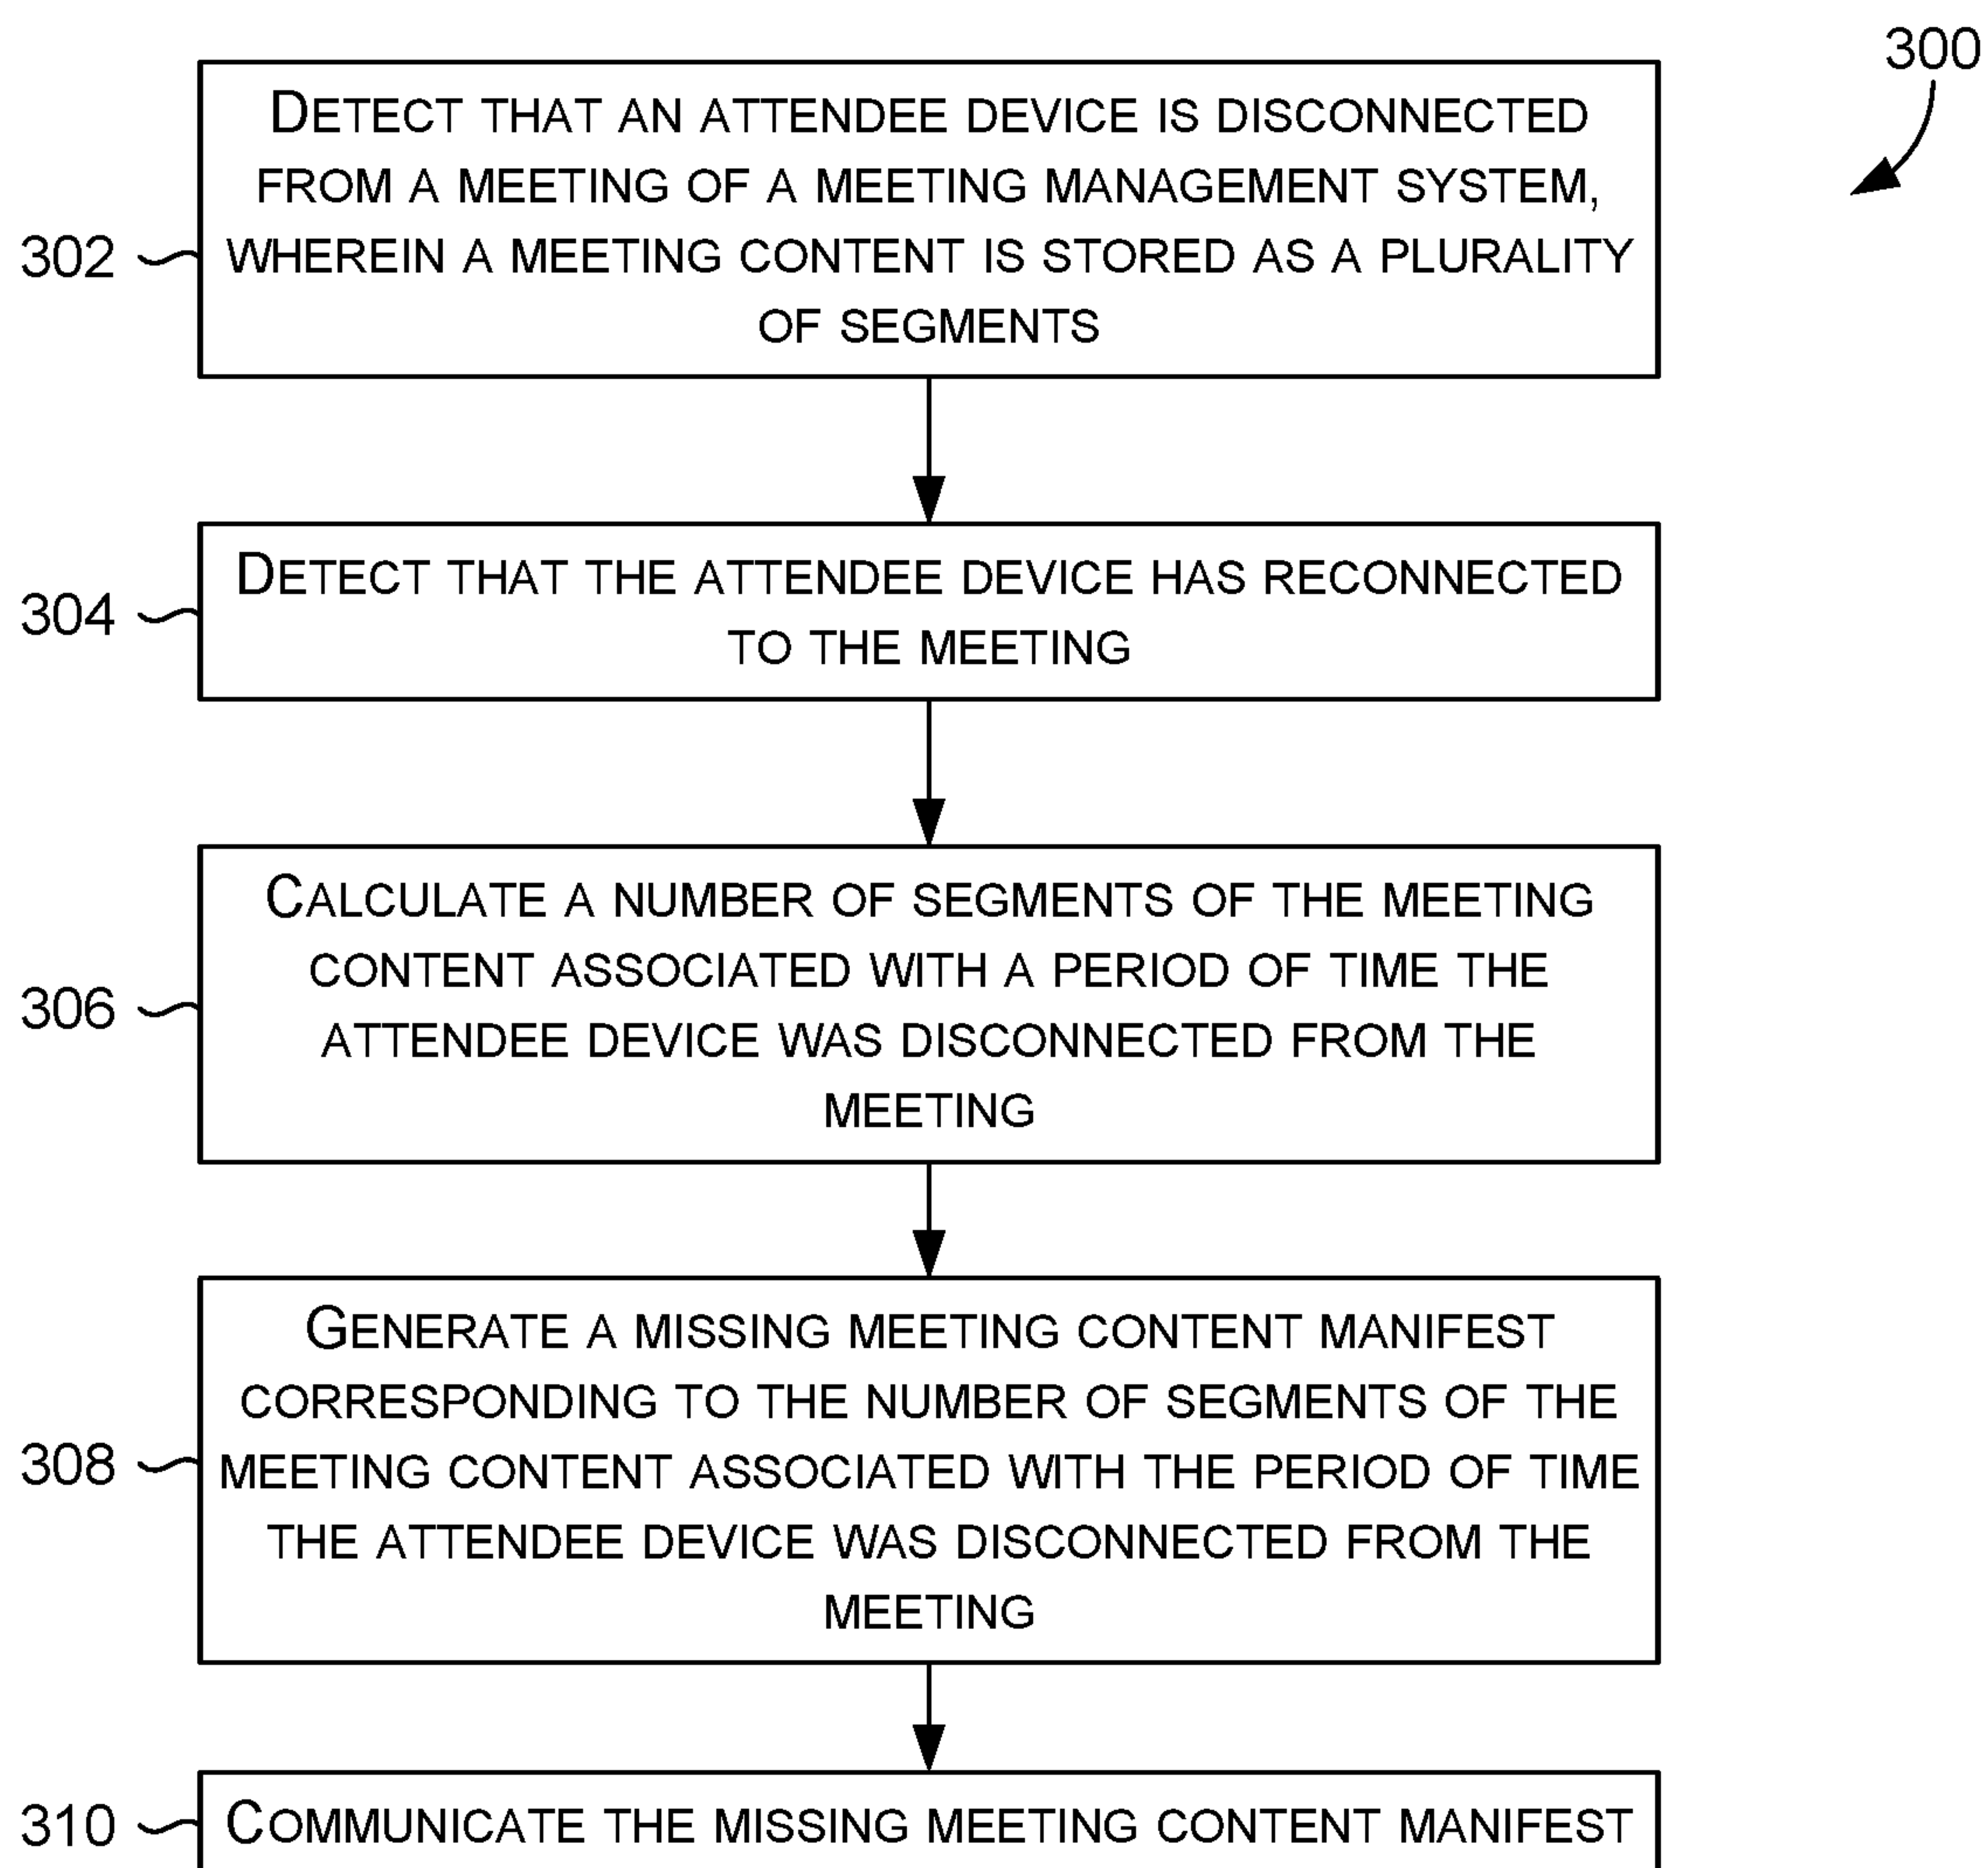 300
DETECT THAT AN ATTENDEE DEVICE IS DISCONNECTED
FROM A MEETING OF A MEETING MANAGEMENT SYSTEM,
302
WHEREIN A MEETING CONTENT IS STORED AS A PLURALITY
OF SEGMENTS
DETECT THAT THE ATTENDEE DEVICE HAS RECONNECTED
304
TO THE MEETING
CALCULATE A NUMBER OF SEGMENTS OF THE MEETING
CONTENT ASSOCIATED WITH A PERIOD OF TIME THE
306
ATTENDEE DEVICE WAS DISCONNECTED FROM THE
MEETING
GENERATE A MISSING MEETING CONTENT MANIFEST
CORRESPONDING TO THE NUMBER OF SEGMENTS OF THE
308
MEETING CONTENT ASSOCIATED WITH THE PERIOD OF TIME
THE ATTENDEE DEVICE WAS DISCONNECTED FROM THE
MEETING
310
COMMUNICATE THE MISSING MEETING CONTENT MANIFEST